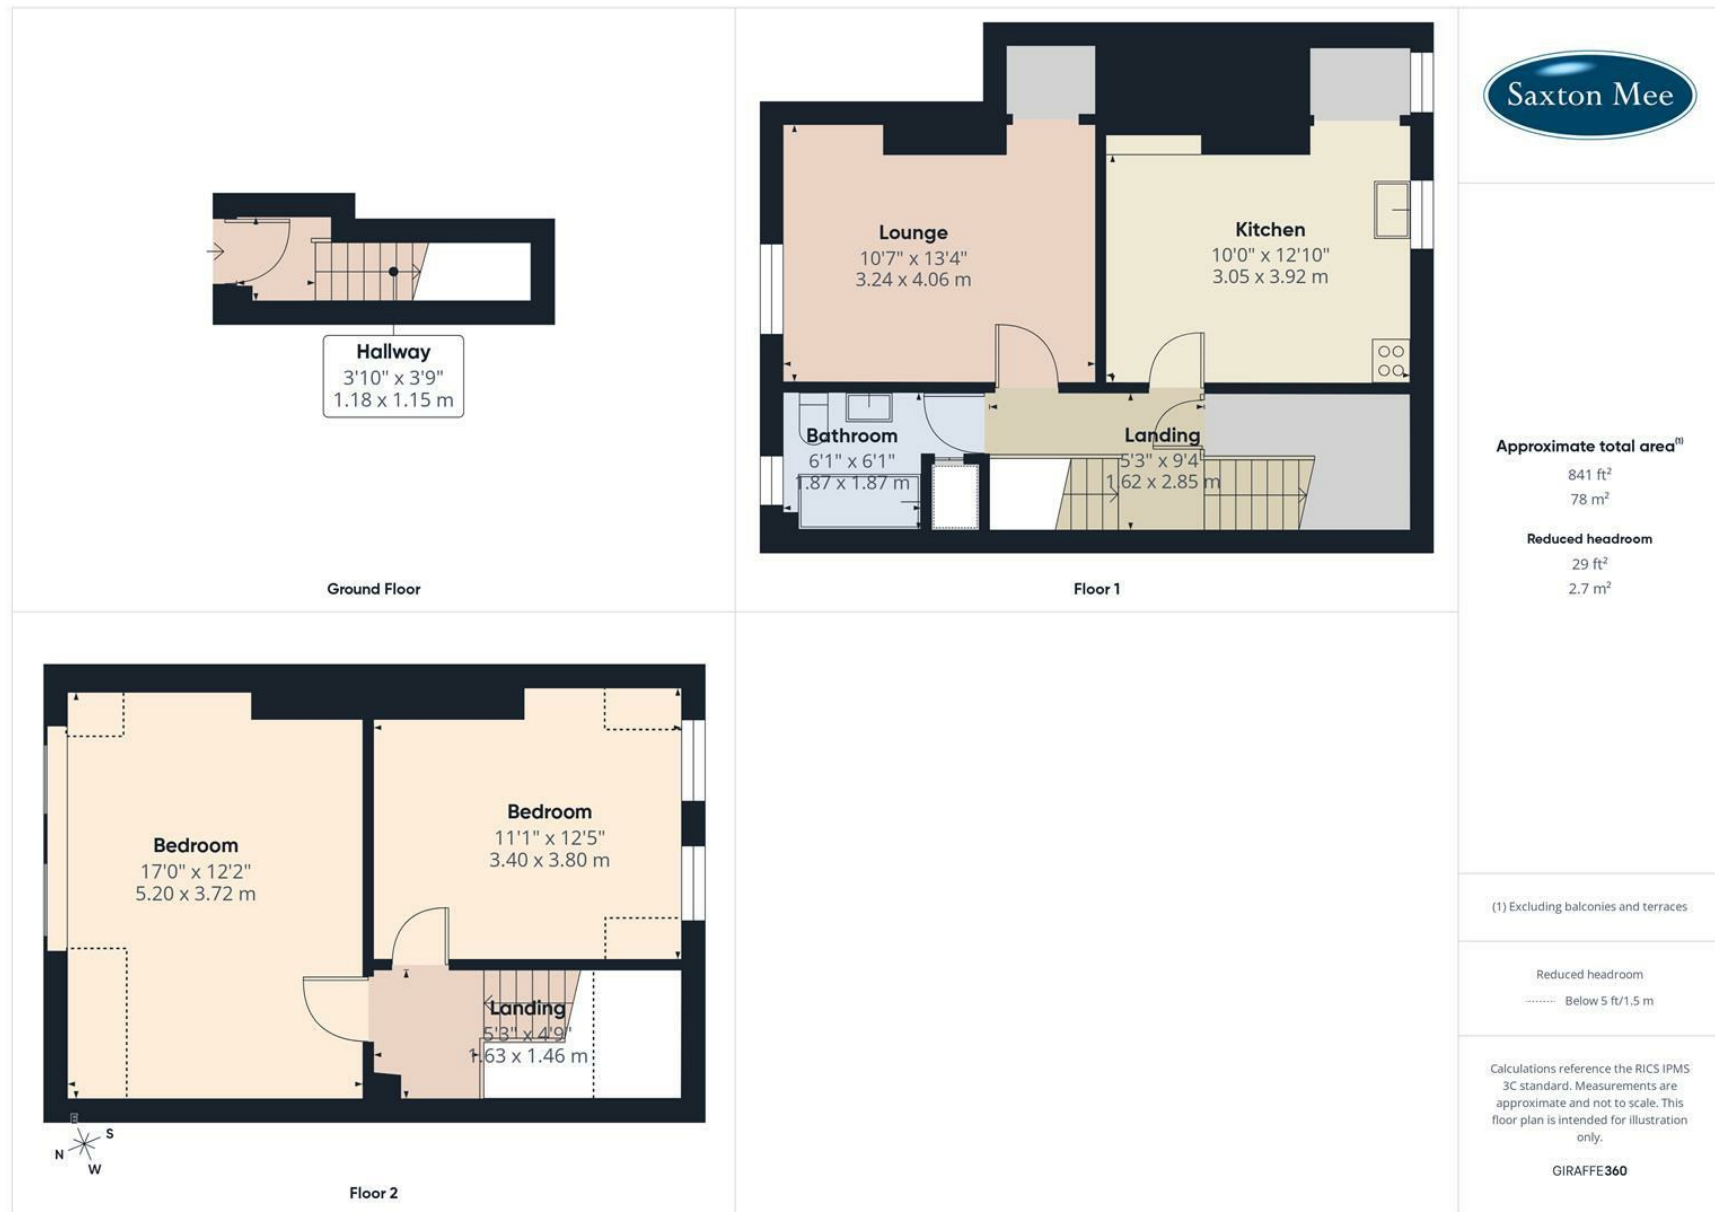 Saxton Mee
Hallway
3'10" x 3'9"
1.18 x 1.15 m
Ground Floor
Lounge
10'7" x 13'4"
3.24 x 4.06 m
Kitchen
10'0" x 12'10"
3.05 x 3.92 m
Bathroom
6'1" x 6'1"
1.87 x 1.87 m
Landing
5'3" x 9'4
1.62 x 2.85 m
Floor 1
Bedroom
17'0" x 12'2"
5.20 x 3.72 m
Bedroom
11'1" x 12'5"
3.40 x 3.80 m
Landing
5'3" x 4'9"
1.63 x 1.46 m
S
N
W
Floor 2
Approximate total area(1)
841 ft²
78 m²
Reduced headroom
29 ft²
2.7 m²
(1) Excluding balconies and terraces
Reduced headroom
Below 5 ft/1.5 m
Calculations reference the RICS IPMS
3C standard. Measurements are
approximate and not to scale. This
floor plan is intended for illustration
only.
GIRAFFE360